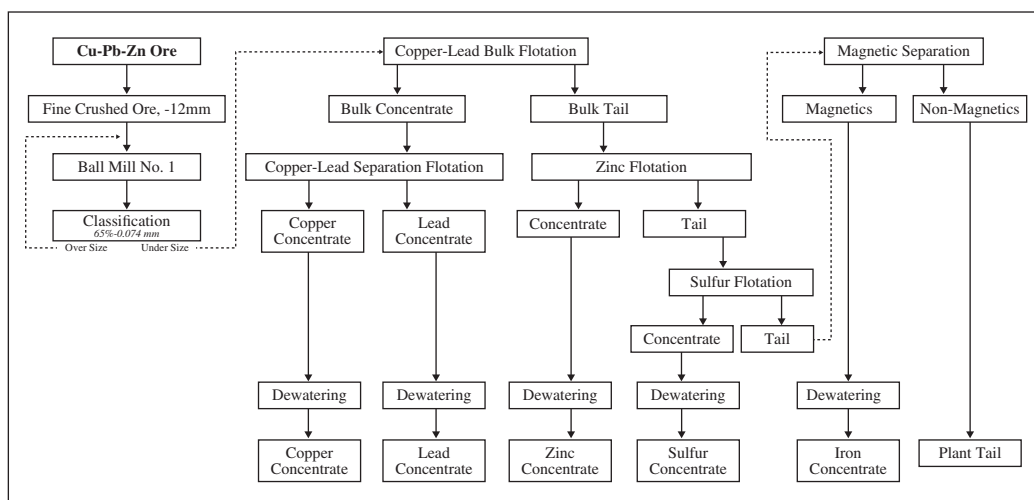 Cu-Pb-Zn Ore
Fine Crushed Ore, -12mm
Ball Mill No. 1
Classification
65%-0.074 mm
Over Size
Under Size
Copper-Lead Bulk Flotation
Bulk Concentrate
Bulk Tail
Copper-Lead Separation Flotation
Zinc Flotation
Copper
Concentrate
Lead
Concentrate
Concentrate
Tail
Sulfur Flotation
Concentrate
Tail
Magnetic Separation
Magnetics
Non-Magnetics
Dewatering
Dewatering
Dewatering
Dewatering
Dewatering
Copper
Concentrate
Lead
Concentrate
Zinc
Concentrate
Sulfur
Concentrate
Iron
Concentrate
Plant Tail